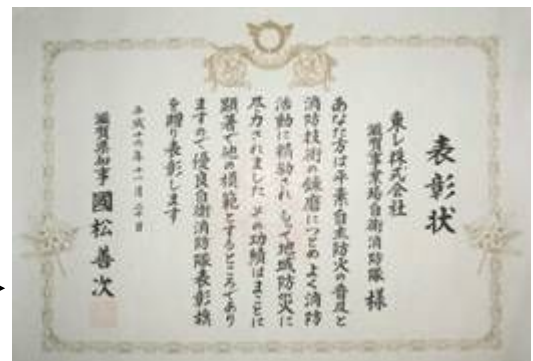 表彰状
東レ株式会社
滋賀事業場自衛消防隊 様
あなた方は平素自主防火の普及と
消防技術の錬磨につとめ よく消防
活動に精励され もって地域防災に
尽力されました その功績はまことに
顕著で他の模範とするところであり
ますので優良自衛消防隊表彰旗
を贈り表彰します
平成十六年十一月二十日
滋賀県知事 國松善次